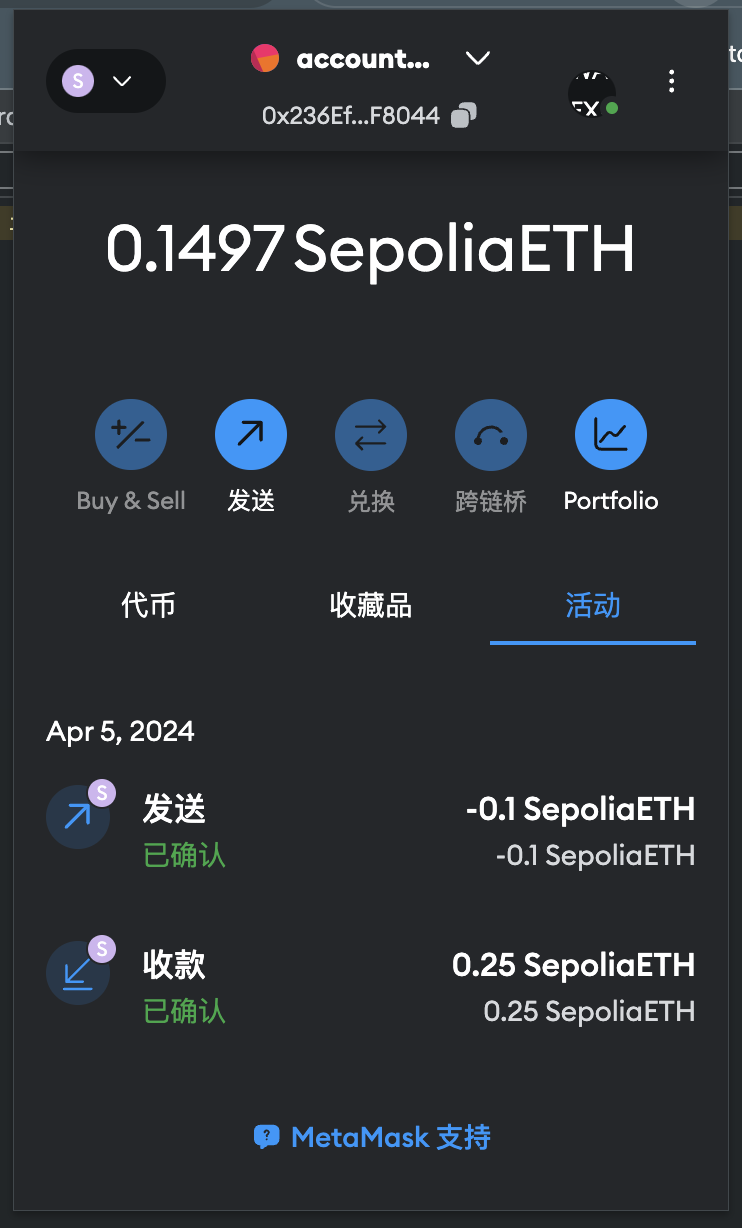 S
account...
0x236Ef...F8044
EX
0.1497 SepoliaETH
Buy & Sell 发送 兑换 跨链桥 Portfolio
代币 收藏品 活动
Apr 5, 2024
S
发送 -0.1 SepoliaETH
已确认 -0.1 SepoliaETH
S
收款 0.25 SepoliaETH
已确认 0.25 SepoliaETH
? MetaMask 支持